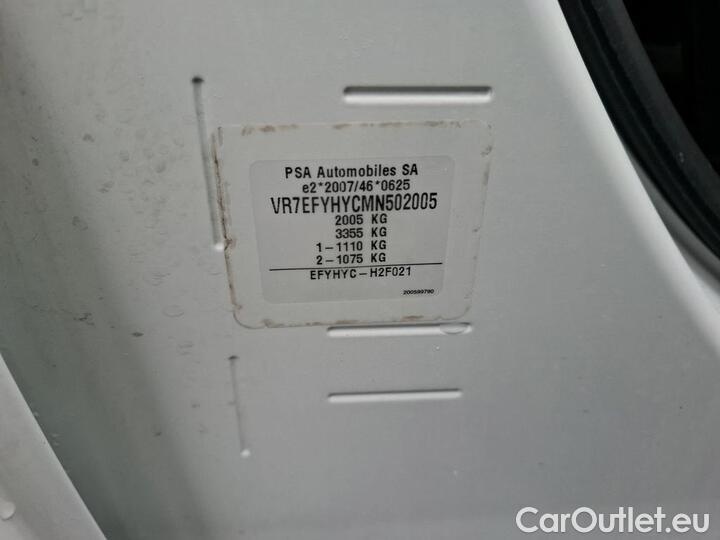 PSA Automobiles SA
e2*2007/46*0625
VR7EFYHYCMN502005
2005 KG
3355 KG
1-1110 KG
2-1075 KG
EFYHYC-H2F021
200599790
CarOutlet.eu